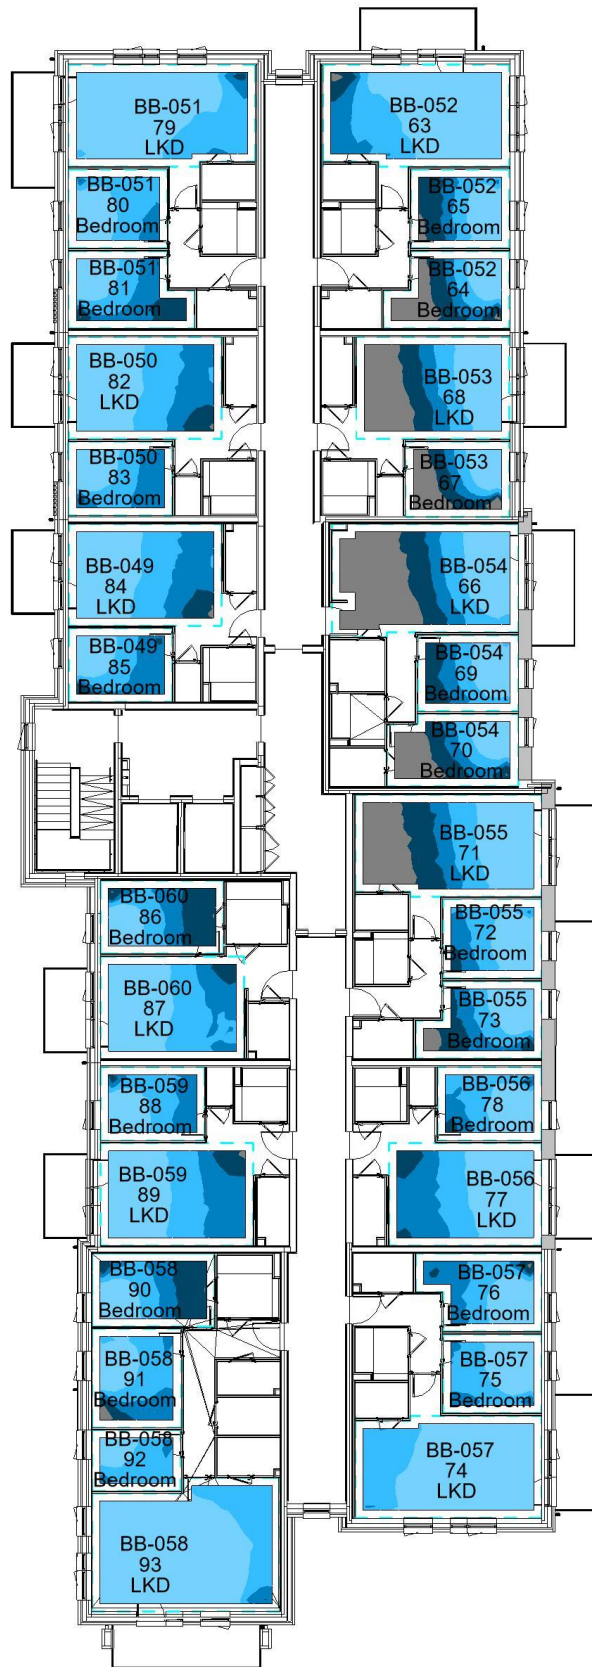 BB-051
79
LKD
BB-052
63
LKD
BB-051
80
Bedroom
BB-052
65
Bedroom
BB-051
81
Bedroom
BB-052
64
Bedroom
BB-050
82
LKD
BB-053
68
LKD
BB-050
83
Bedroom
BB-053
67
Bedroom
BB-049
84
LKD
BB-054
66
LKD
BB-049
85
Bedroom
BB-054
69
Bedroom
BB-054
70
Bedroom
BB-055
71
LKD
BB-060
86
Bedroom
BB-055
72
Bedroom
BB-060
87
LKD
BB-055
73
Bedroom
BB-059
88
Bedroom
BB-056
78
Bedroom
BB-059
89
LKD
BB-056
77
LKD
BB-058
90
Bedroom
BB-057
76
Bedroom
BB-058
91
Bedroom
BB-057
75
Bedroom
BB-058
92
Bedroom
BB-057
74
LKD
BB-058
93
LKD